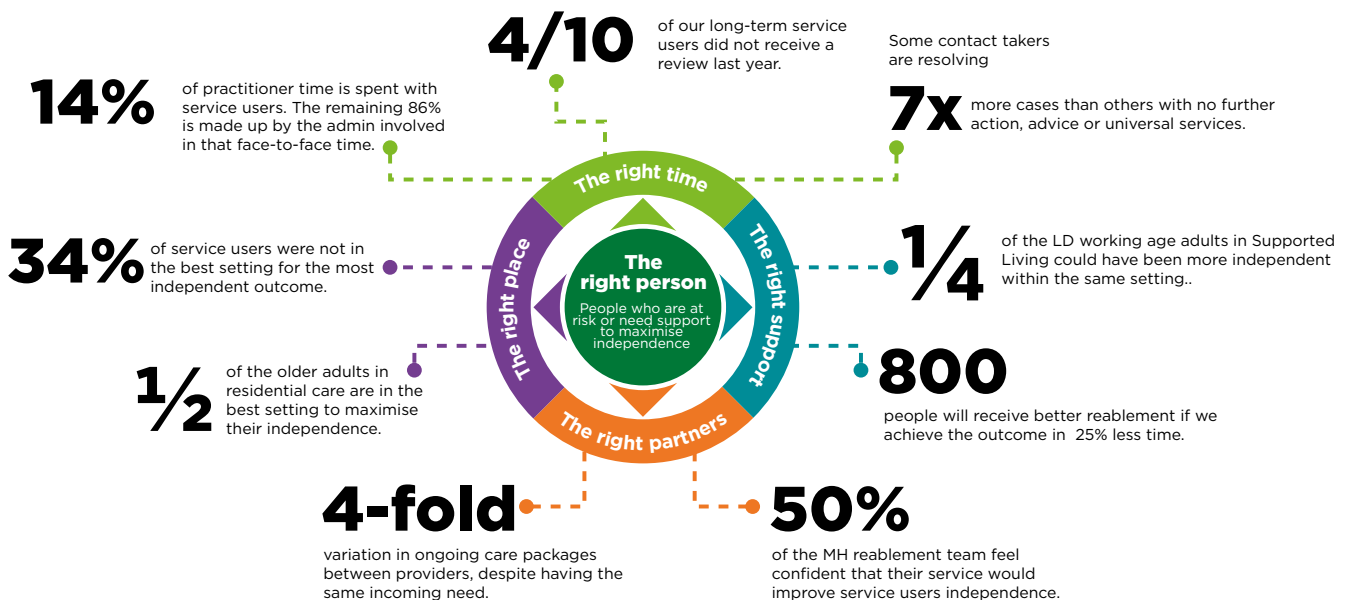 4/10
of our long-term service
users did not receive a
review last year.
Some contact takers
are resolving
7x
more cases than others with no further
action, advice or universal services.
14%
of practitioner time is spent with
service users. The remaining 86%
is made up by the admin involved
in that face-to-face time.
The right time
34%
of service users were not in
the best setting for the most
independent outcome.
The right place
The
right person
People who are at
risk or need support
to maximise
independence
The right support
1/4
of the LD working age adults in Supported
Living could have been more independent
within the same setting..
1/2
of the older adults in
residential care are in the
best setting to maximise
their independence.
800
people will receive better reablement if we
achieve the outcome in  25% less time.
The right partners
4-fold
variation in ongoing care packages
between providers, despite having the
same incoming need.
50%
of the MH reablement team feel
confident that their service would
improve service users independence.